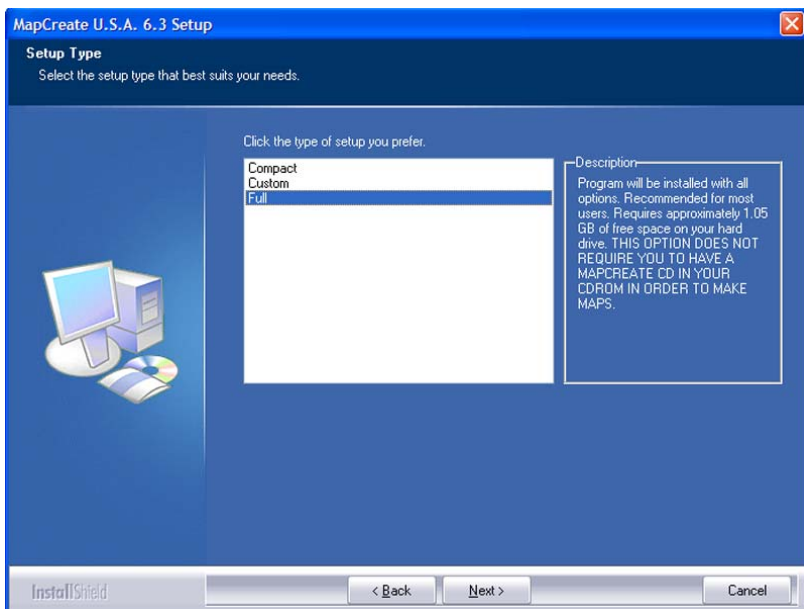 MapCreate U.S.A. 6.3 Setup
Setup Type
Select the setup type that best suits your needs.
Click the type of setup you prefer.
Compact
Custom
Full
Description
Program will be installed with all
options. Recommended for most
users. Requires approximately 1.05
GB of free space on your hard
drive. THIS OPTION DOES NOT
REQUIRE YOU TO HAVE A
MAPCREATE CD IN YOUR
CDROM IN ORDER TO MAKE
MAPS.
InstallShield
< Back
Next >
Cancel